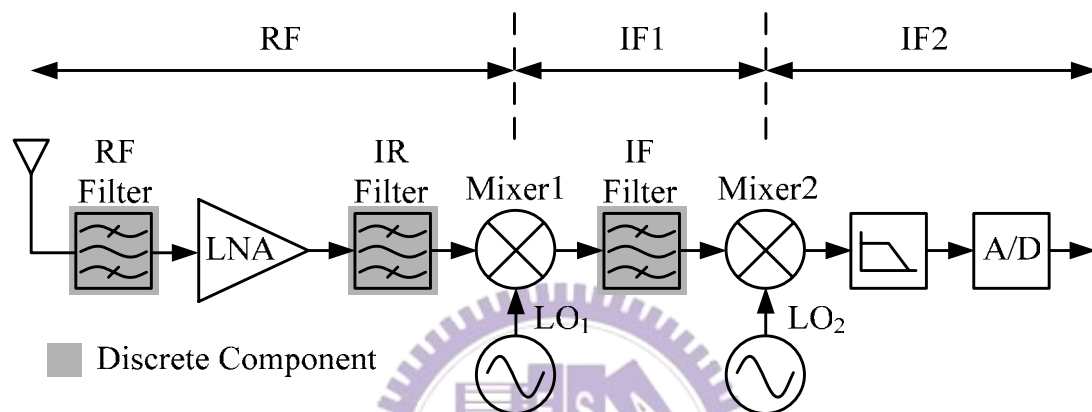 RF IF1 IF2
RF Filter
LNA
IR Filter
Mixer1
IF Filter
Mixer2
A/D
LO₁
LO₂
Discrete Component